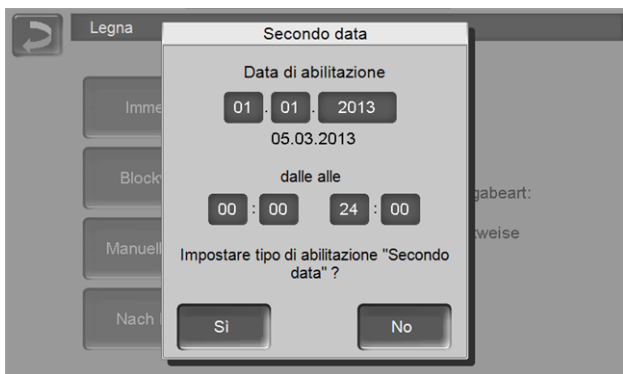 Legna
Secondo data
Data di abilitazione
01 . 01 . 2013
05.03.2013
dalle alle
00 : 00 24 : 00
Impostare tipo di abilitazione "Secondo
data" ?
Sì No
Imme
Block
gabeart:
Manuell
weise
Nach